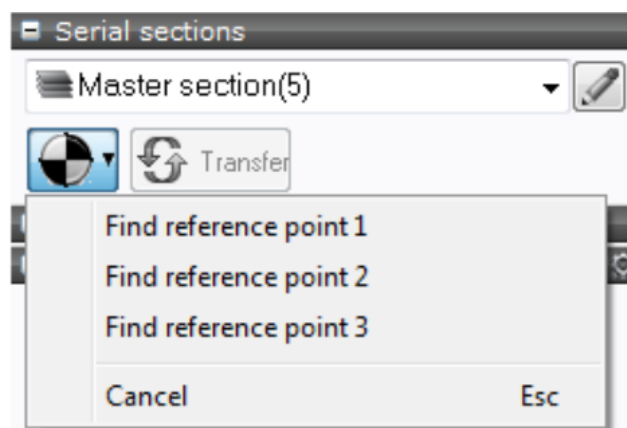 Serial sections
Master section(5)
Transfer
Find reference point 1
Find reference point 2
Find reference point 3
Cancel Esc